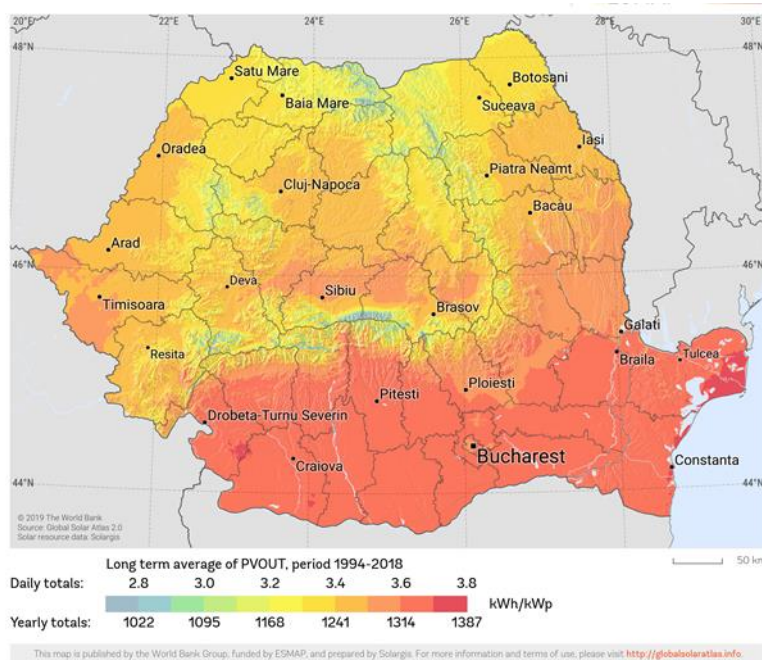 20°E 22°E 24°E 26°E 28°E 30°E
48°N 48°N
Satu Mare
Botosani
Baia Mare
Suceava
Iasi
Oradea
Piatra Neamt
Cluj-Napoca
Bacau
Arad
46°N 46°N
Deva
Sibiu
Timisoara
Brasov
Galati
Resita
Braila
Tulcea
Ploiesti
Pitesti
Drobeta-Turnu Severin
Bucharest
Craiova
Constanta
44°N 44°N
© 2019 The World Bank
Source: Global Solar Atlas 2.0
Solar resource data: Solargis
50 km
Long term average of PVOUT, period 1994-2018
Daily totals: 2.8 3.0 3.2 3.4 3.6 3.8
kWh/kWp
Yearly totals: 1022 1095 1168 1241 1314 1387
This map is published by the World Bank Group, funded by ESMAP, and prepared by Solargis. For more information and terms of use, please visit http://globalsolaratlas.info.